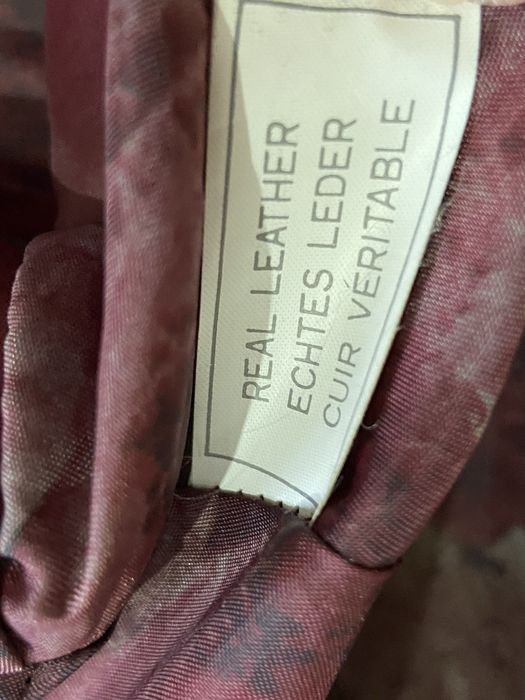 REAL LEATHER
ECHTES LEDER
CUIR VÉRITABLE